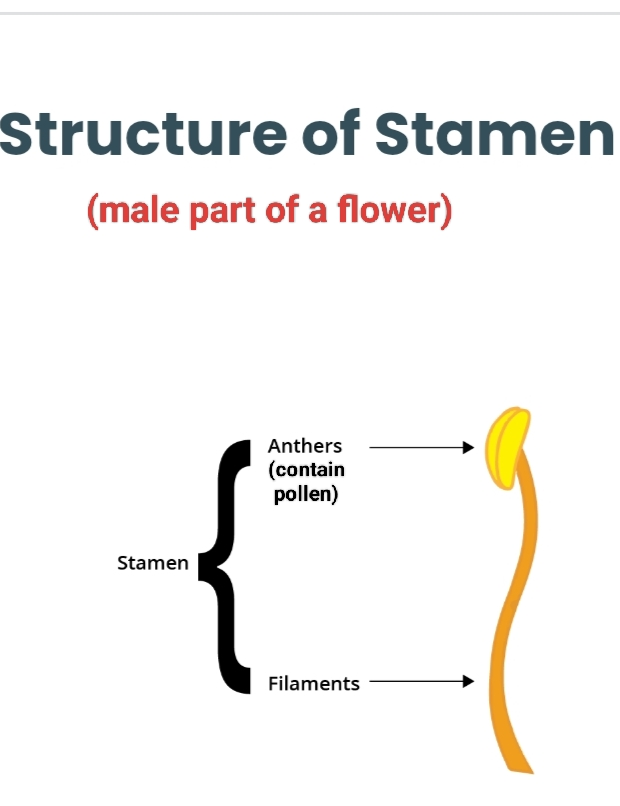 Structure of Stamen
(male part of a flower)
Anthers
(contain
pollen)
Stamen
Filaments